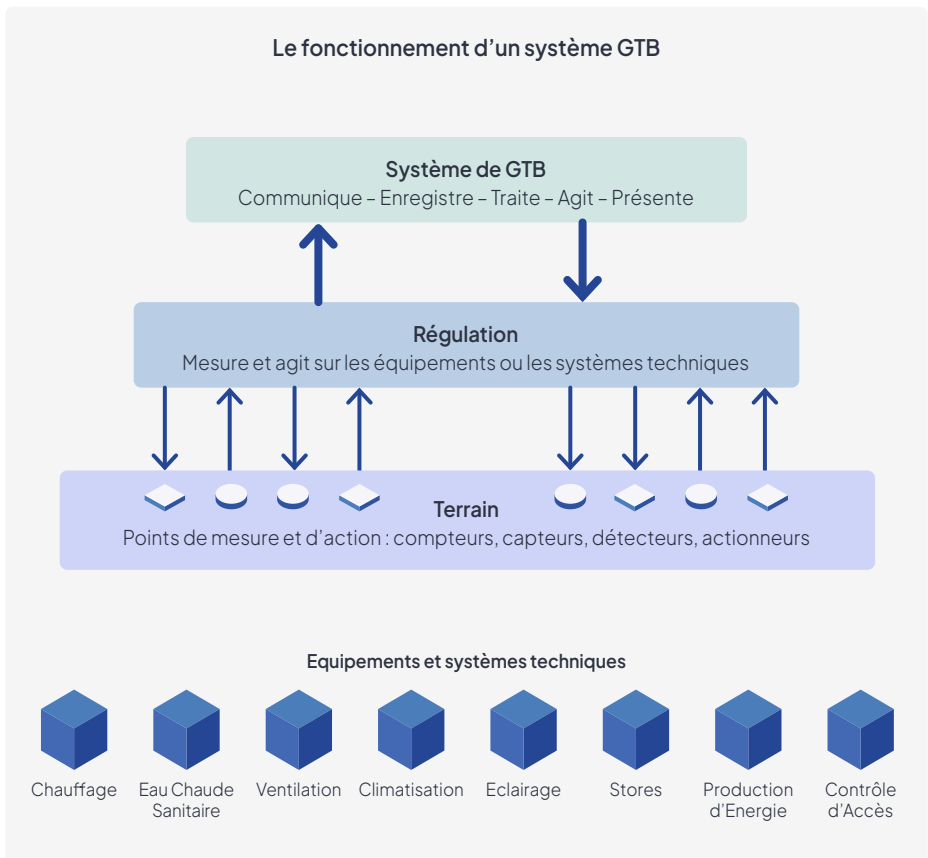 Le fonctionnement d’un système GTB
Système de GTB
Communique – Enregistre – Traite – Agit – Présente
Régulation
Mesure et agit sur les équipements ou les systèmes techniques
Terrain
Points de mesure et d’action : compteurs, capteurs, détecteurs, actionneurs
Equipements et systèmes techniques
Chauffage
Eau Chaude
Sanitaire
Ventilation
Climatisation
Eclairage
Stores
Production
d’Energie
Contrôle
d’Accès